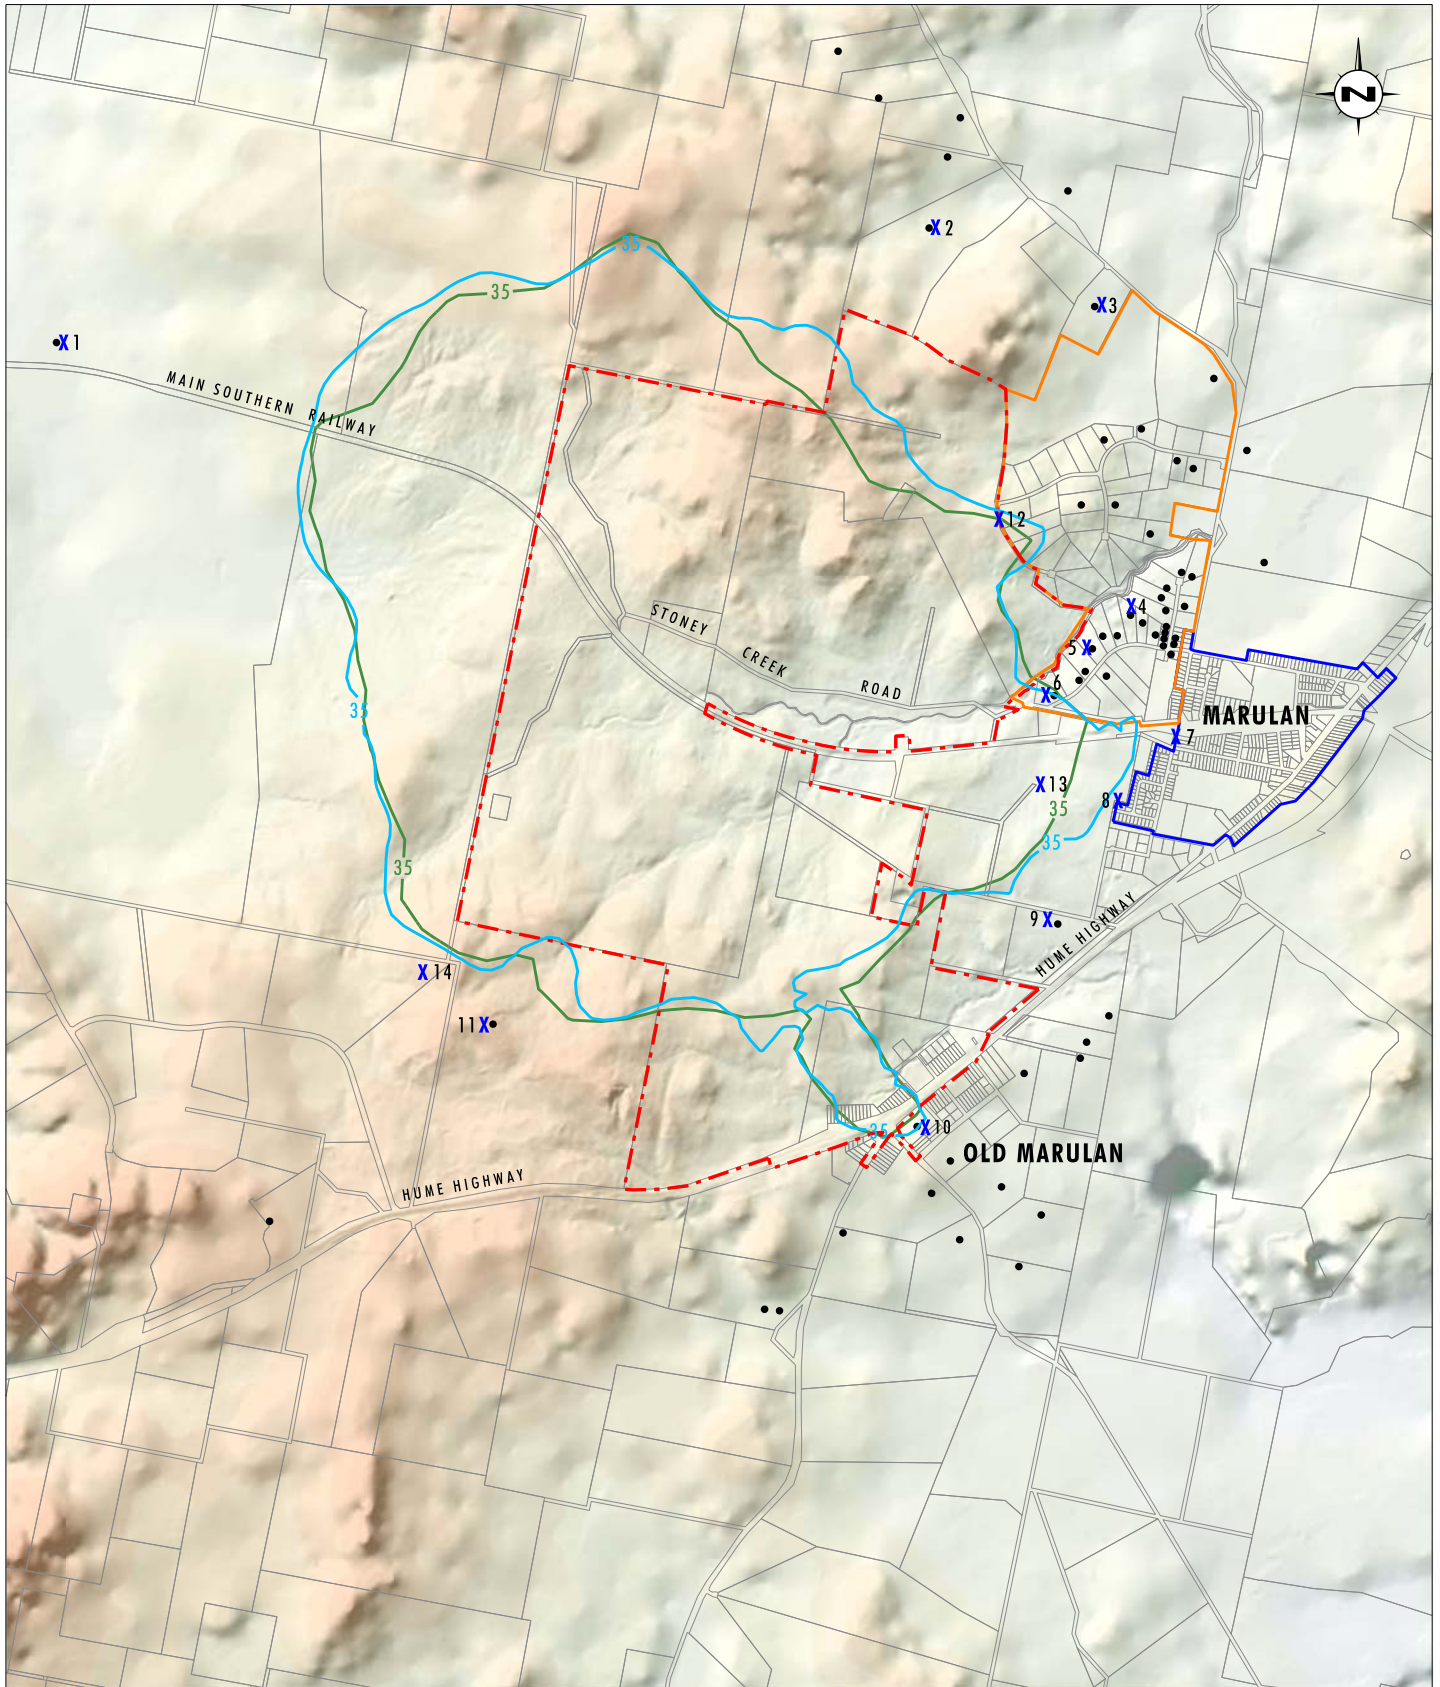 N
X 2
35
35
X 3
X 1
MAIN SOUTHERN RAILWAY
X 12
X 4
STONEY CREEK ROAD
5 X
6
X
35
MARULAN
X 7
X 13
8 X
35
35
35
9 X
HUME HIGHWAY
X 14
11 X
35
X 10
OLD MARULAN
HUME HIGHWAY